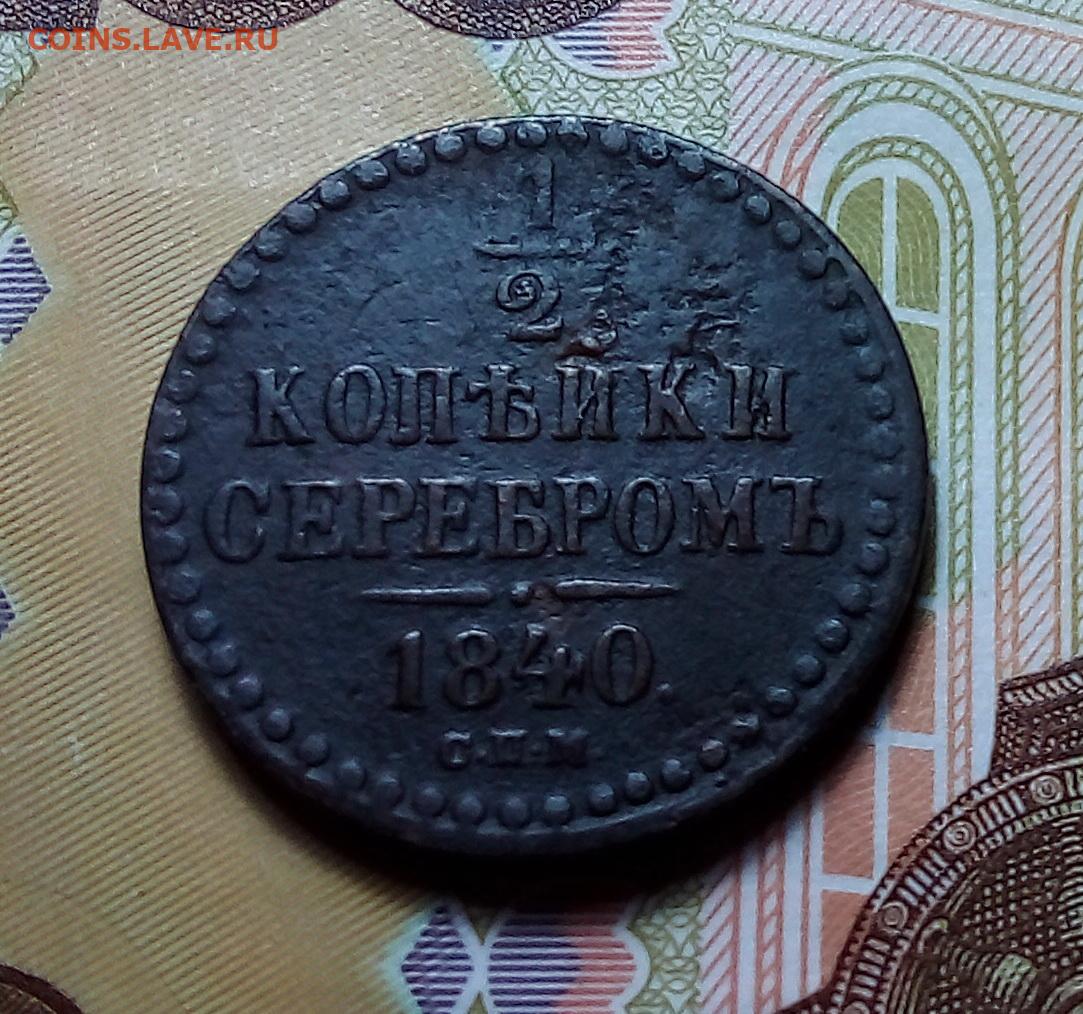 COINS.LAVE.RU
1
2
КОПѢЙКИ
СЕРЕБРОМЪ
1840.
С.П.М